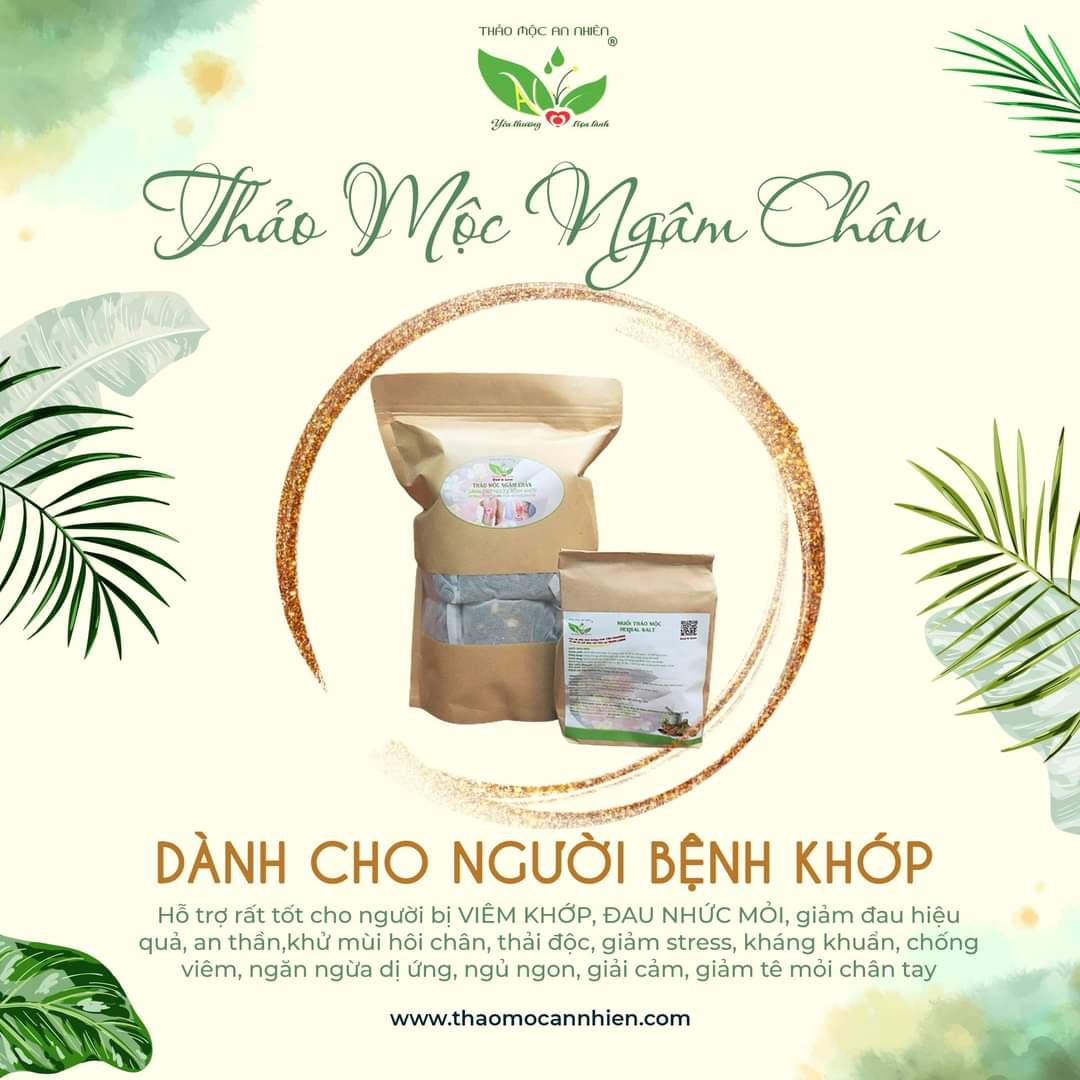 THẢO MỘC AN NHIÊN ®
Yêu thương trọn lành
Thảo Mộc Ngâm Chân
THẢO MỘC NGÂM CHÂN
MUỐI THẢO MỘC
HERBAL SALT
DÀNH CHO NGƯỜI BỆNH KHỚP
Hỗ trợ rất tốt cho người bị VIÊM KHỚP, ĐAU NHỨC MỎI, giảm đau hiệu
quả, an thần,khử mùi hôi chân, thải độc, giảm stress, kháng khuẩn, chống
viêm, ngăn ngừa dị ứng, ngủ ngon, giải cảm, giảm tê mỏi chân tay
www.thaomocannhien.com